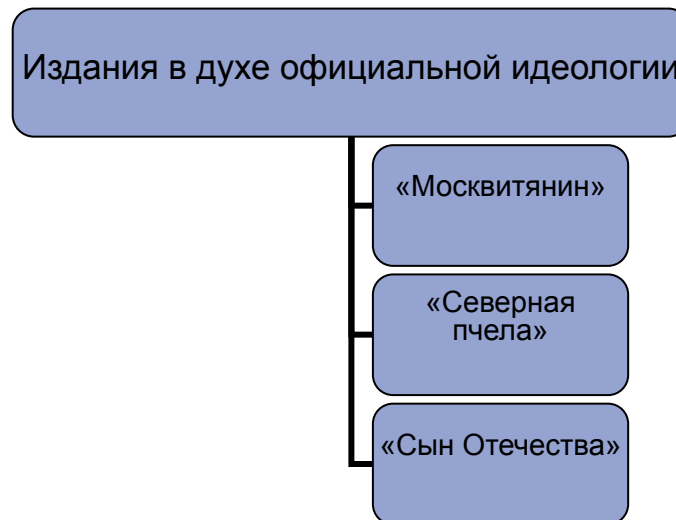 Издания в духе официальной идеологии
«Москвитянин»
«Северная
пчела»
«Сын Отечества»